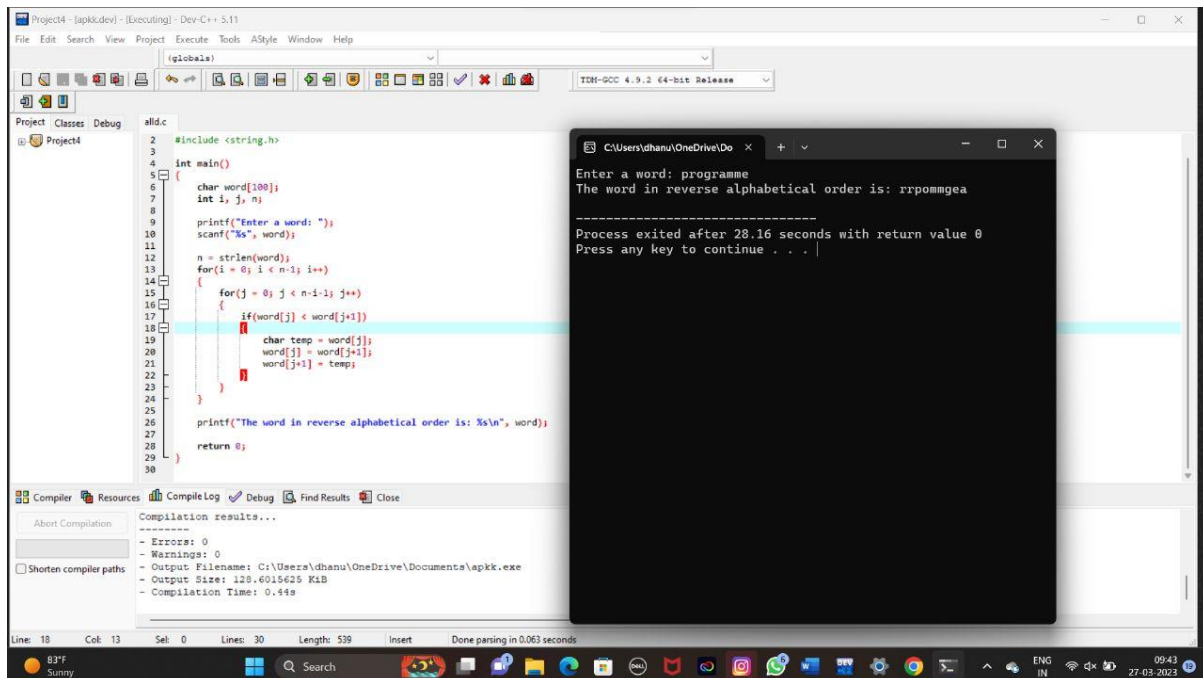 Project4 - [apkk.dev] - [Executing] - Dev-C++ 5.11
File Edit Search View Project Execute Tools AStyle Window Help
(globals)
TDM-GCC 4.9.2 64-bit Release
Project Classes Debug
alld.c
Project4
2 #include <string.h>
3
4 int main()
5 {
6 char word[100];
7 int i, j, n;
8
9 printf("Enter a word: ");
10 scanf("%s", word);
11
12 n = strlen(word);
13 for(i = 0; i < n-1; i++)
14 {
15 for(j = 0; j < n-i-1; j++)
16 {
17 if(word[j] < word[j+1])
18 {
19 char temp = word[j];
20 word[j] = word[j+1];
21 word[j+1] = temp;
22 }
23 }
24 }
25
26 printf("The word in reverse alphabetical order is: %s\n", word);
27
28 return 0;
29 }
30
C:\Users\dhanu\OneDrive\Do
Enter a word: programme
The word in reverse alphabetical order is: rrpommgea
--------------------------------
Process exited after 28.16 seconds with return value 0
Press any key to continue . . .
Compiler Resources Compile Log Debug Find Results Close
Abort Compilation
Shorten compiler paths
Compilation results...
--------
- Errors: 0
- Warnings: 0
- Output Filename: C:\Users\dhanu\OneDrive\Documents\apkk.exe
- Output Size: 128.6015625 KiB
- Compilation Time: 0.44s
Line: 18 Col: 13 Sel: 0 Lines: 30 Length: 539 Insert Done parsing in 0.063 seconds
83°F
Sunny
Search
DELL
DEV
ENG
IN
09:43
27-03-2023
19